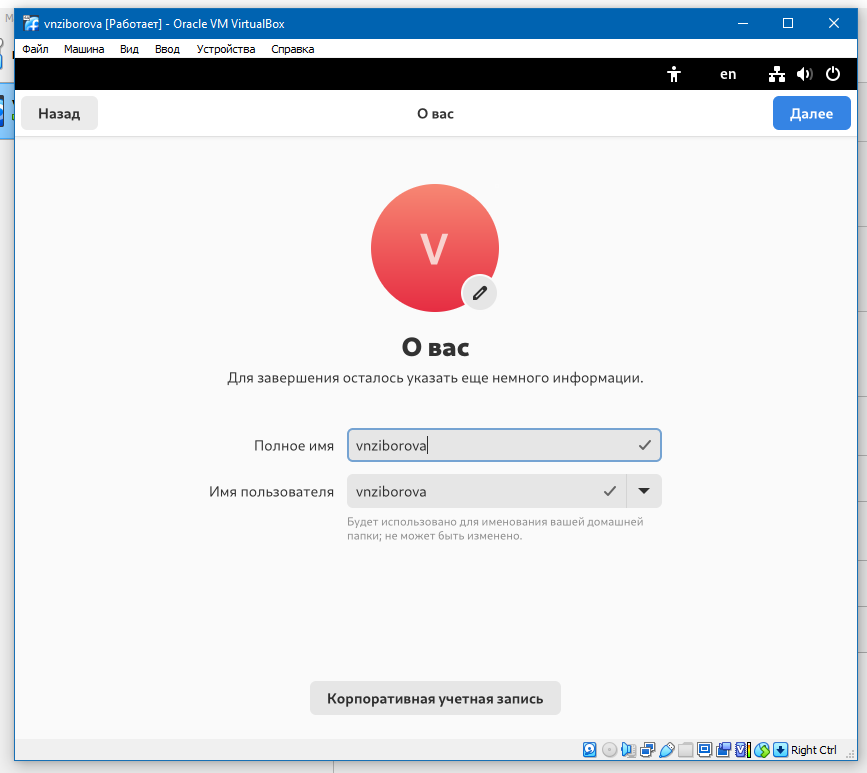 vnziborova [Работает] - Oracle VM VirtualBox
Файл Машина Вид Ввод Устройства Справка
en
Назад
О вас
Далее
V
О вас
Для завершения осталось указать еще немного информации.
Полное имя
vnziborova
Имя пользователя
vnziborova
Будет использовано для именования вашей домашней
папки; не может быть изменено.
Корпоративная учетная запись
Right Ctrl